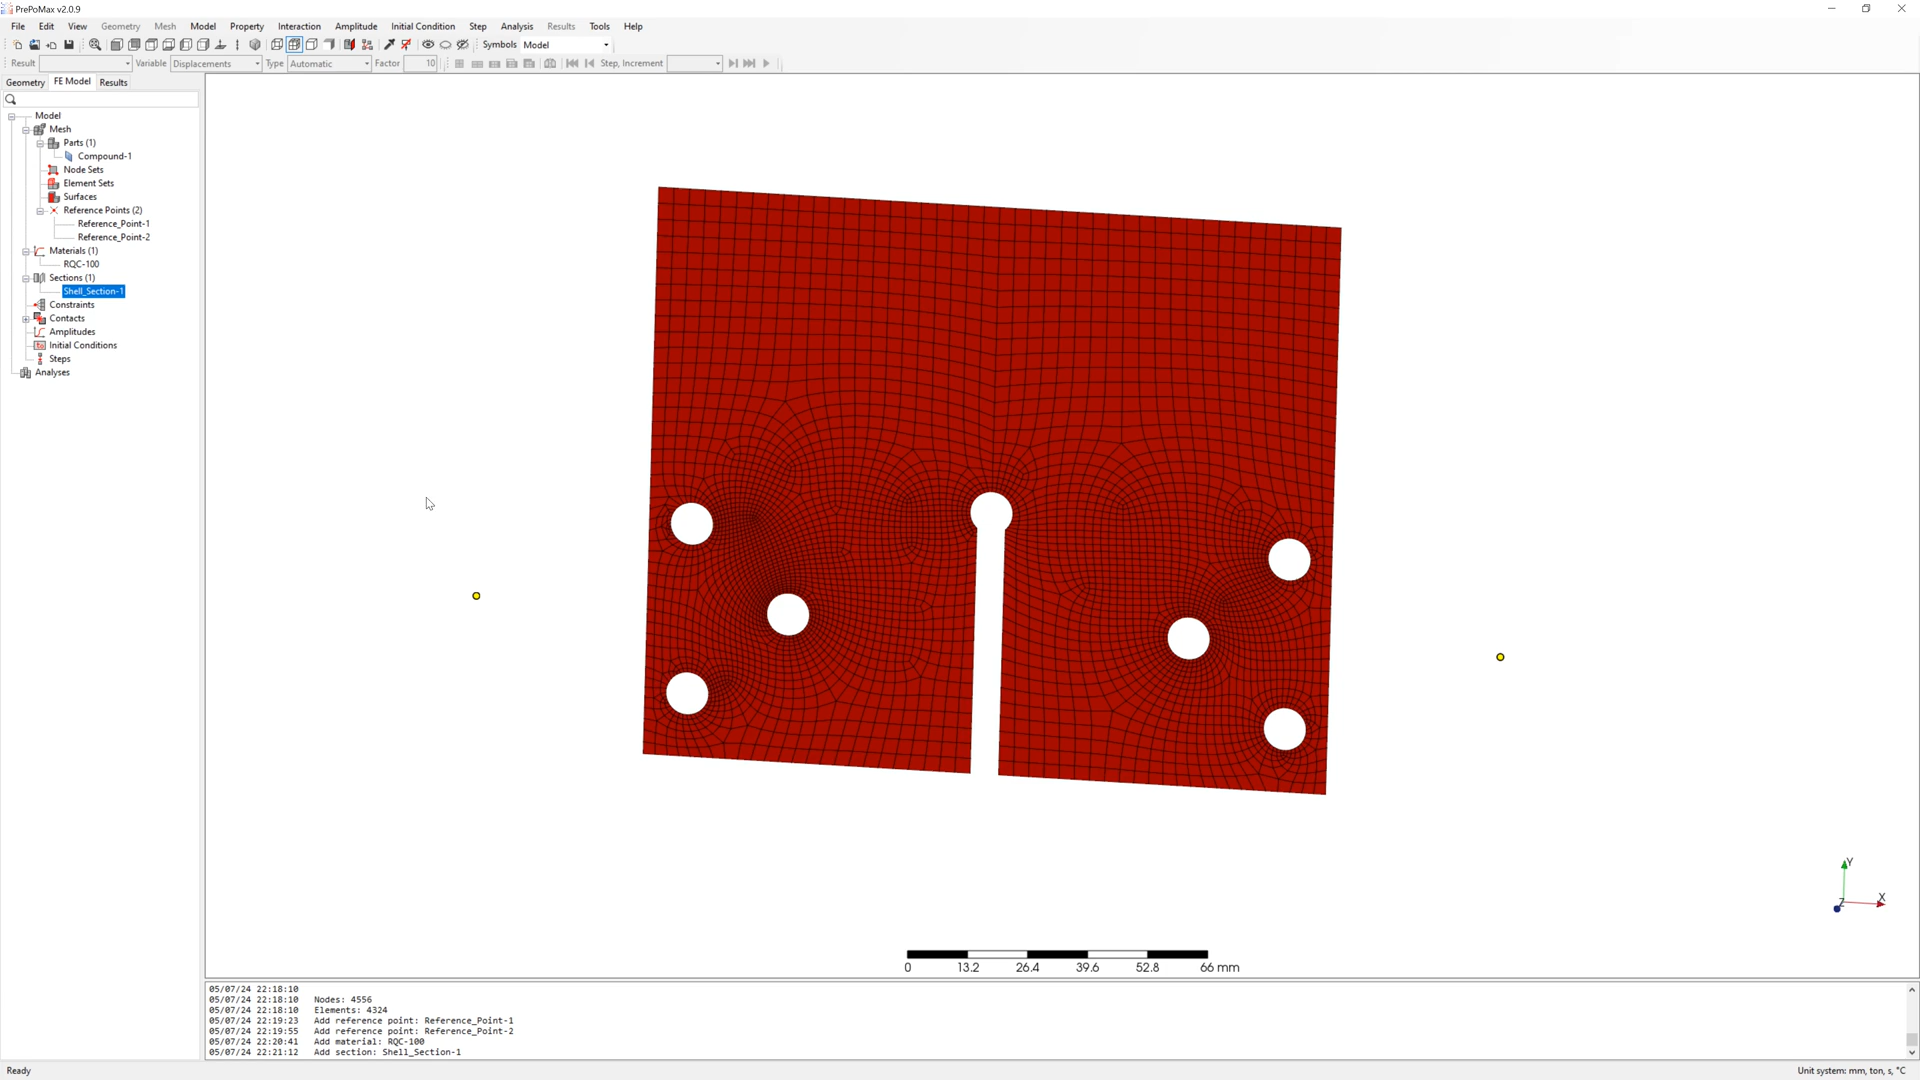 PrePoMax v2.0.9
File Edit View Geometry Mesh Model Property Interaction Amplitude Initial Condition Step Analysis Results Tools Help
Symbols Model
Result Variable Displacements Type Automatic Factor 10 Step, Increment
Geometry FE Model Results
Model
Mesh
Parts (1)
Compound-1
Node Sets
Element Sets
Surfaces
Reference Points (2)
Reference_Point-1
Reference_Point-2
Materials (1)
RQC-100
Sections (1)
Shell_Section-1
Constraints
Contacts
Amplitudes
Initial Conditions
Steps
Analyses
Y
Z
X
0 13.2 26.4 39.6 52.8 66 mm
05/07/24 22:18:10
05/07/24 22:18:10 Nodes: 4556
05/07/24 22:18:10 Elements: 4324
05/07/24 22:19:23 Add reference point: Reference_Point-1
05/07/24 22:19:55 Add reference point: Reference_Point-2
05/07/24 22:20:41 Add material: RQC-100
05/07/24 22:21:12 Add section: Shell_Section-1
Ready
Unit system: mm, ton, s, °C